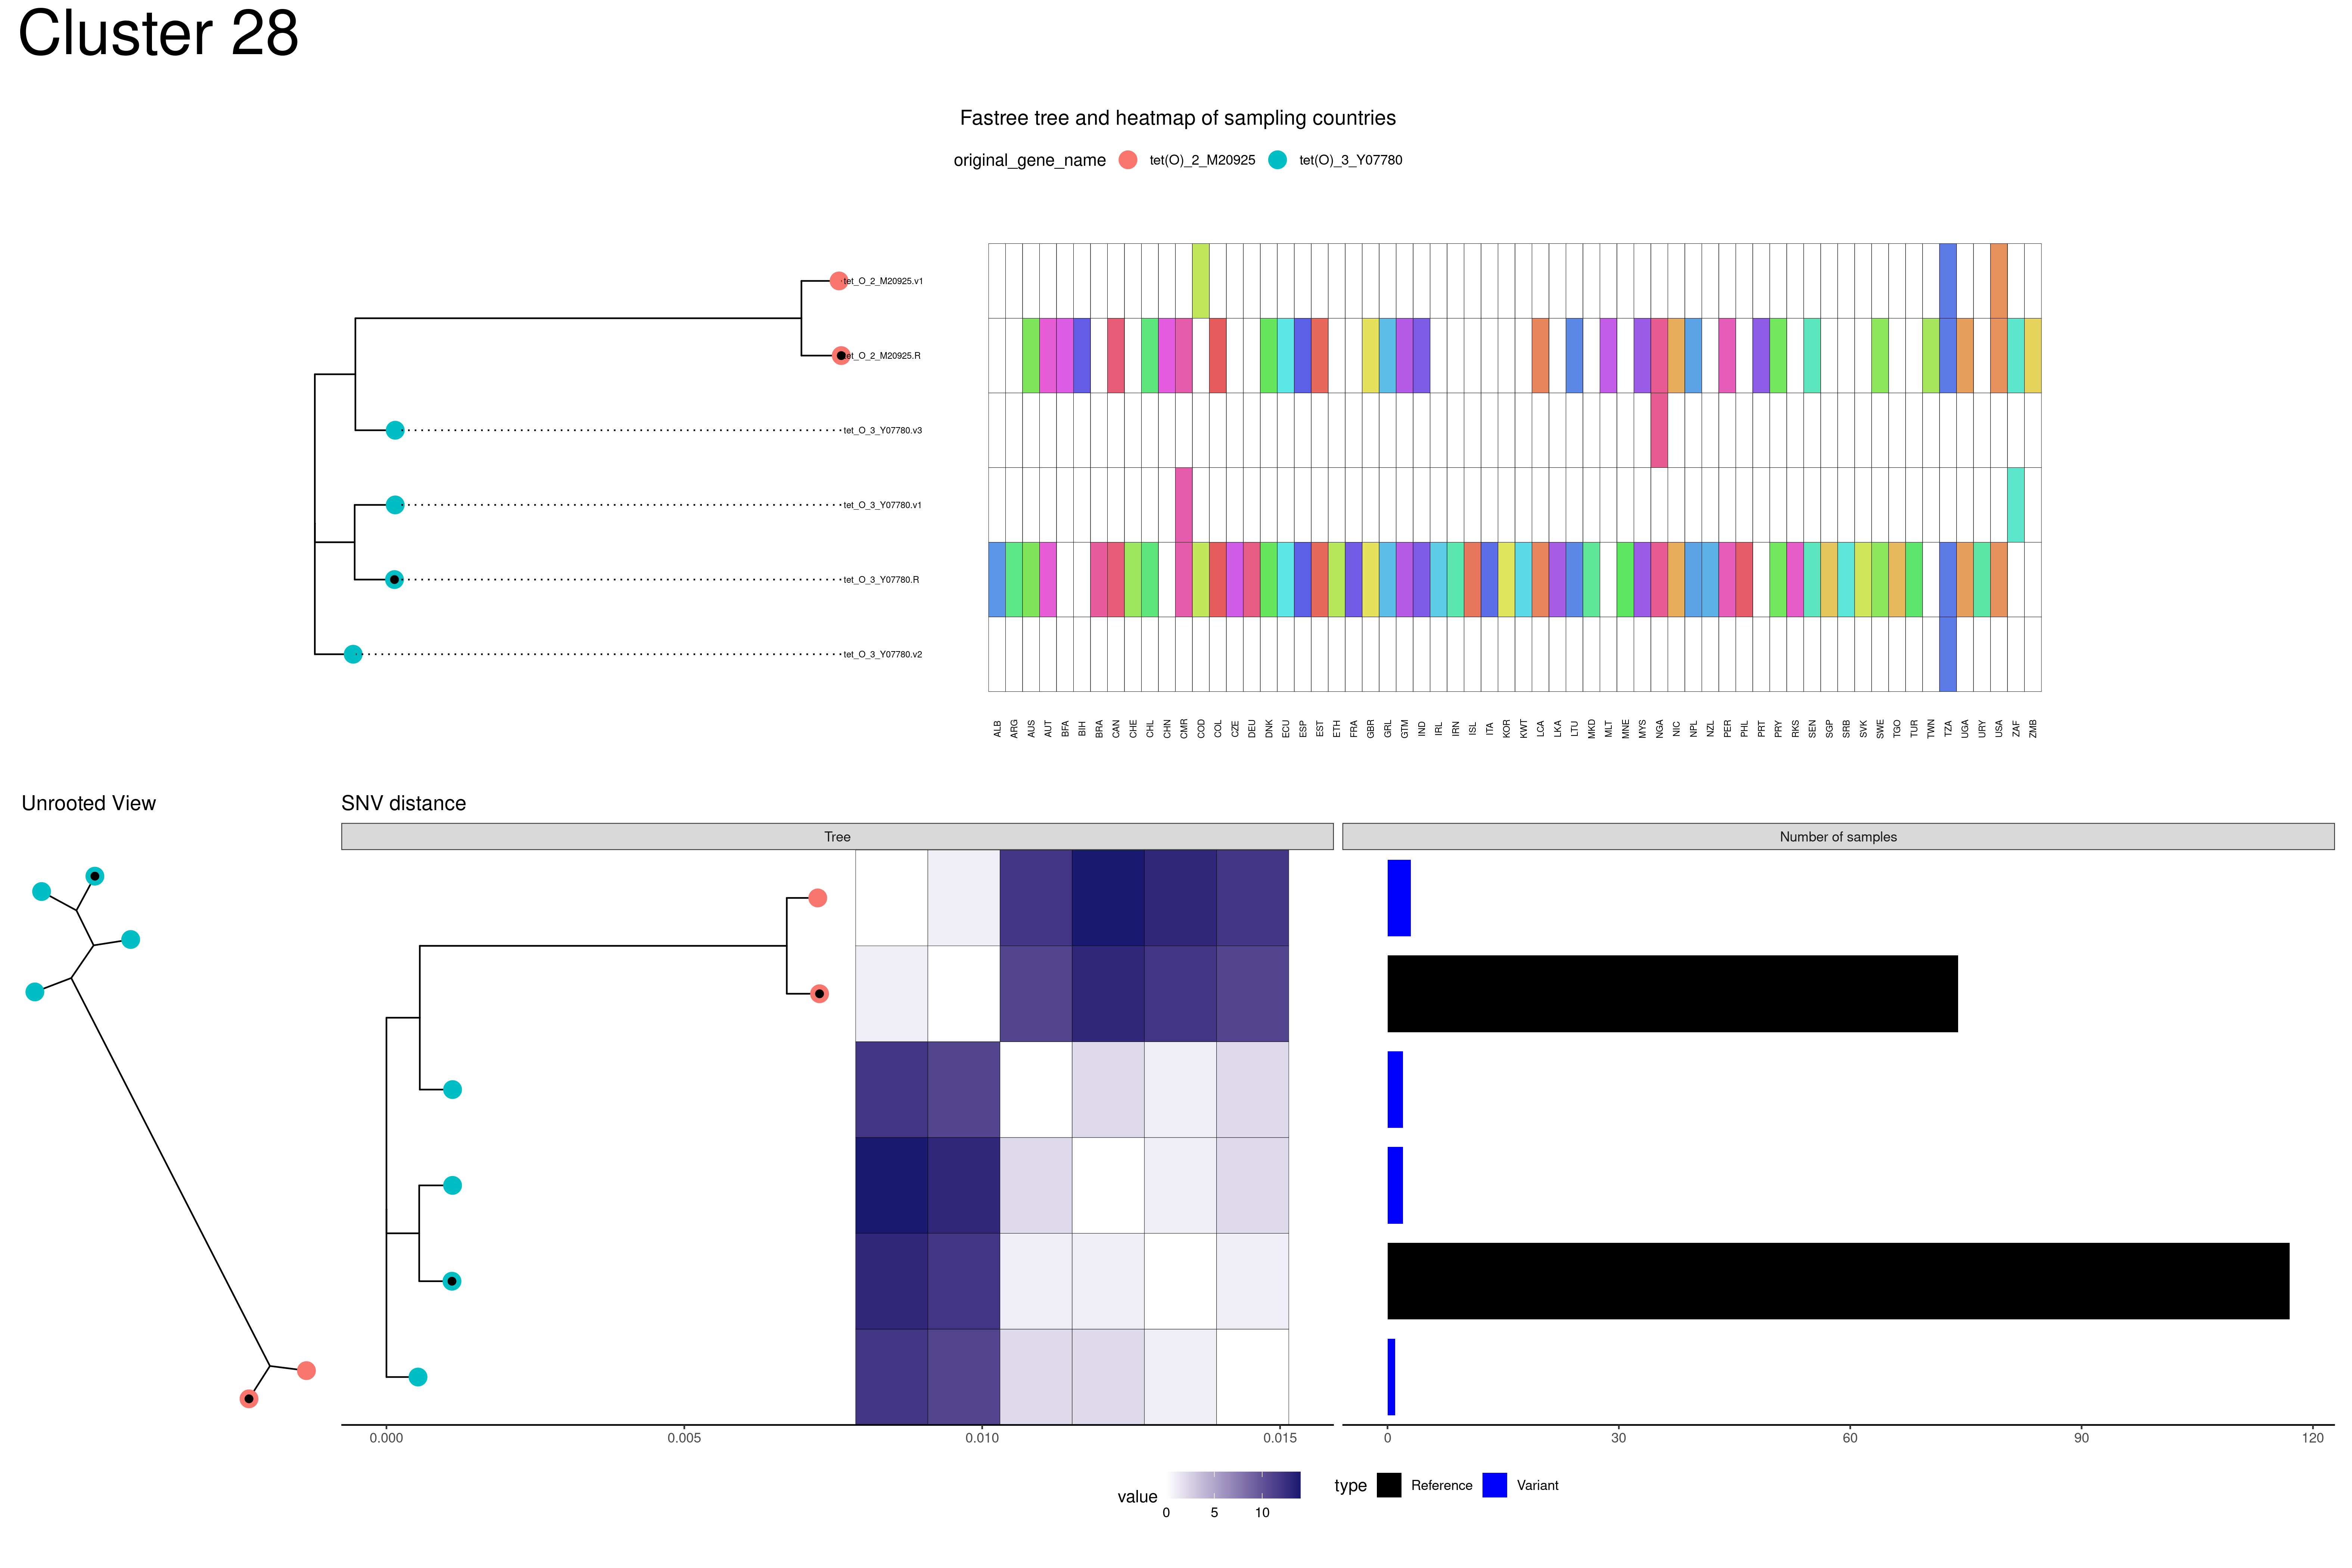 Cluster 28
Fastree tree and heatmap of sampling countries
original_gene_name tet(O)_2_M20925 tet(O)_3_Y07780
tet_O_2_M20925.v1
tet_O_2_M20925.R
tet_O_3_Y07780.v3
tet_O_3_Y07780.v1
tet_O_3_Y07780.R
tet_O_3_Y07780.v2
ALB ARG AUS AUT BFA BIH BRA CAN CHE CHL CHN CMR COD COL CZE DEU DNK ECU ESP EST ETH FRA GBR GRL GTM IND IRL IRN ISL ITA KOR KWT LCA LKA LTU MKD MLT MNE MYS NGA NIC NPL NZL PER PHL PRT PRY RKS SEN SGP SRB SVK SWE TGO TUR TWN TZA UGA URY USA ZAF ZMB
Unrooted View
SNV distance
Tree
Number of samples
0.000 0.005 0.010 0.015
0 30 60 90 120
value
0 5 10
type Reference Variant